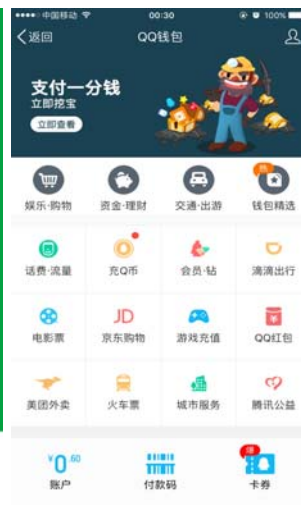 中国移动 00:30 100%
返回 QQ钱包
支付一分钱
立即挖宝
立即查看
热
娱乐·购物 资金·理财 交通·出游 钱包精选
话费·流量 充Q币 会员·钻 滴滴出行
JD
电影票 京东购物 游戏充值 QQ红包
美团外卖 火车票 城市服务 腾讯公益
¥0.60
账户 付款码 卡券